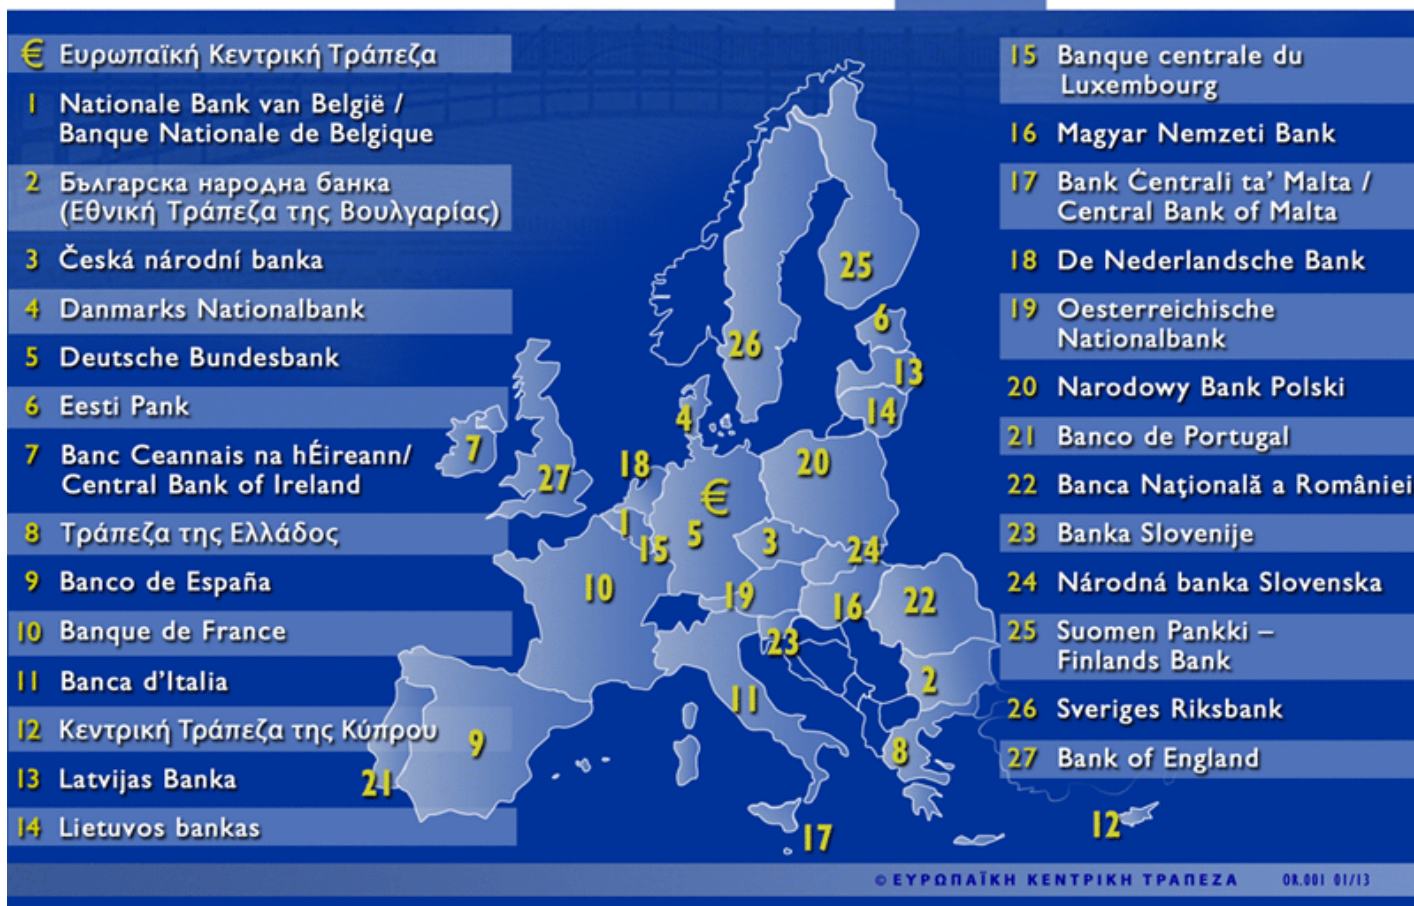 € Ευρωπαϊκή Κεντρική Τράπεζα
1 Nationale Bank van België /
Banque Nationale de Belgique
2 Българска народна банка
(Εθνική Τράπεζα της Βουλγαρίας)
3 Česká národní banka
4 Danmarks Nationalbank
5 Deutsche Bundesbank
6 Eesti Pank
7 Banc Ceannais na hÉireann/
Central Bank of Ireland
8 Τράπεζα της Ελλάδος
9 Banco de España
10 Banque de France
11 Banca d'Italia
12 Κεντρική Τράπεζα της Κύπρου
13 Latvijas Banka
14 Lietuvos bankas
15 Banque centrale du
Luxembourg
16 Magyar Nemzeti Bank
17 Bank Ċentrali ta' Malta /
Central Bank of Malta
18 De Nederlandsche Bank
19 Oesterreichische
Nationalbank
20 Narodowy Bank Polski
21 Banco de Portugal
22 Banca Naţională a României
23 Banka Slovenije
24 Národná banka Slovenska
25 Suomen Pankki –
Finlands Bank
26 Sveriges Riksbank
27 Bank of England
25
6
26
13
14
4
7
18
20
27
€
1
5
3
15
24
10
19
16
22
23
2
11
9
8
21
12
17
© ΕΥΡΩΠΑΪΚΗ ΚΕΝΤΡΙΚΗ ΤΡΑΠΕΖΑ OR.001 01/13